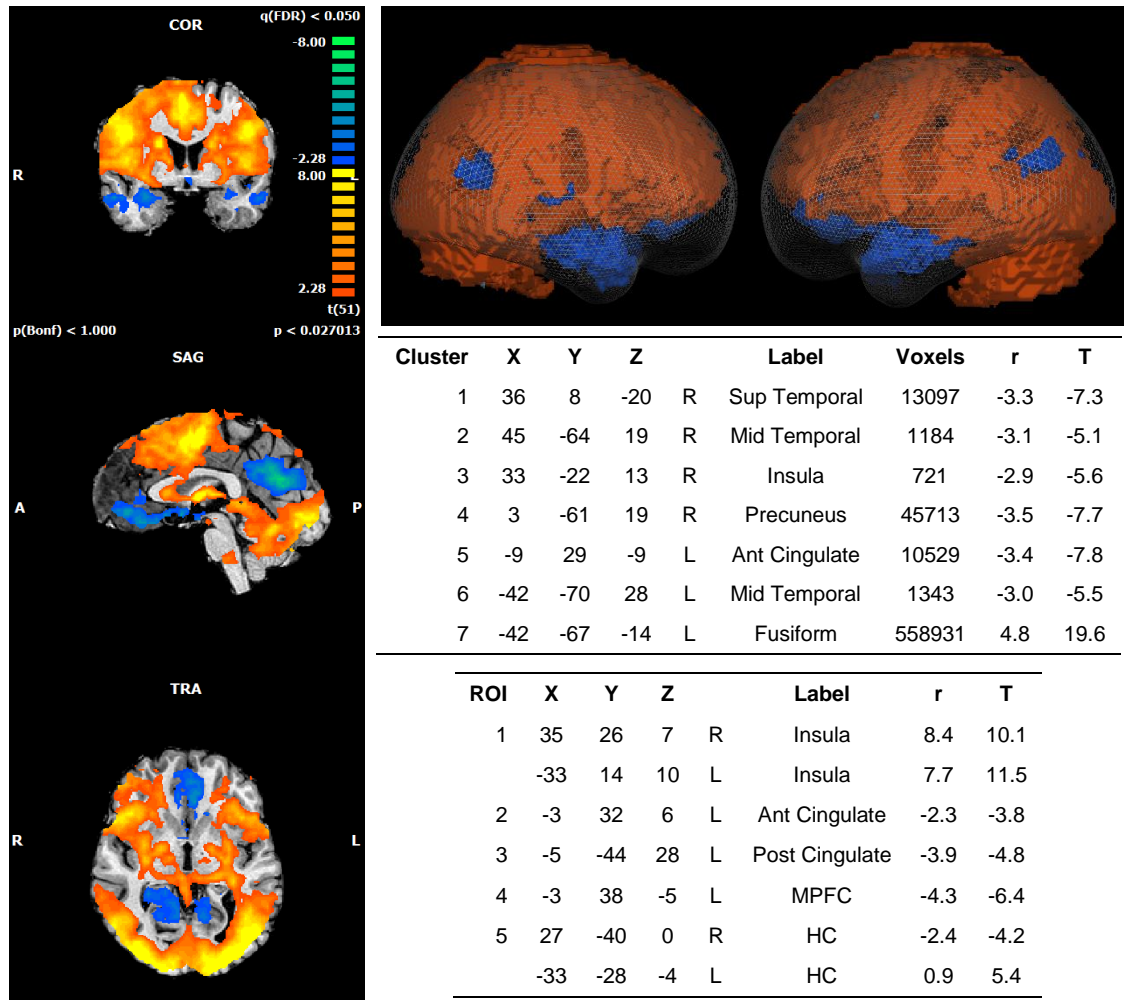 COR
q(FDR) < 0.050
-8.00
-2.28
8.00
R
L
2.28
t(51)
p(Bonf) < 1.000
p < 0.027013
SAG
A
P
TRA
R
L
Cluster X Y Z Label Voxels r T
1 36 8 -20 R Sup Temporal 13097 -3.3 -7.3
2 45 -64 19 R Mid Temporal 1184 -3.1 -5.1
3 33 -22 13 R Insula 721 -2.9 -5.6
4 3 -61 19 R Precuneus 45713 -3.5 -7.7
5 -9 29 -9 L Ant Cingulate 10529 -3.4 -7.8
6 -42 -70 28 L Mid Temporal 1343 -3.0 -5.5
7 -42 -67 -14 L Fusiform 558931 4.8 19.6
ROI X Y Z Label r T
1 35 26 7 R Insula 8.4 10.1
-33 14 10 L Insula 7.7 11.5
2 -3 32 6 L Ant Cingulate -2.3 -3.8
3 -5 -44 28 L Post Cingulate -3.9 -4.8
4 -3 38 -5 L MPFC -4.3 -6.4
5 27 -40 0 R HC -2.4 -4.2
-33 -28 -4 L HC 0.9 5.4